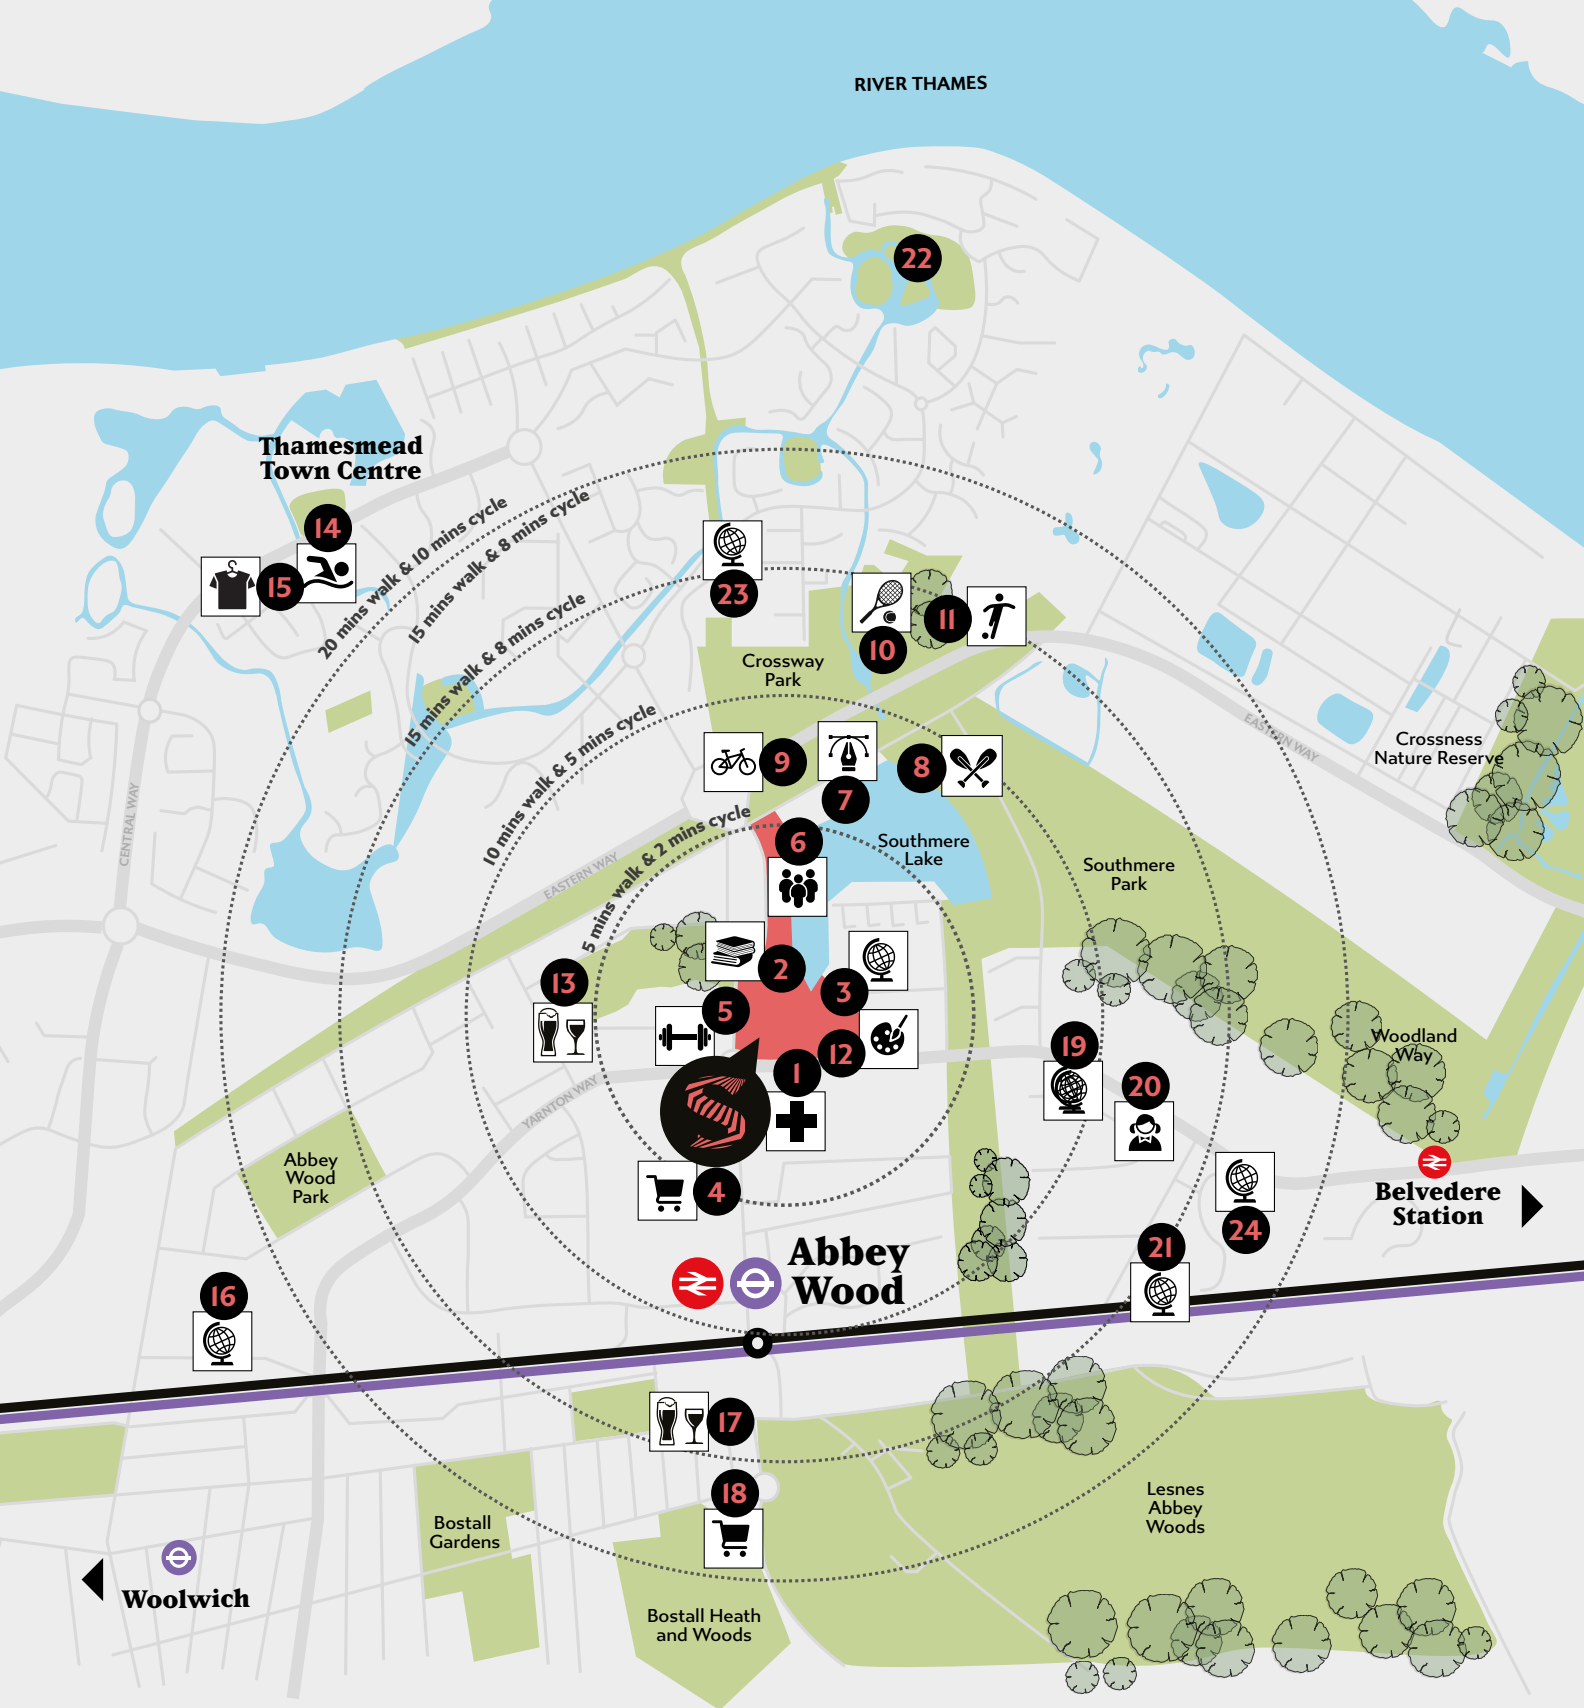 RIVER THAMES
22
Thamesmead
Town Centre
14
15
20 mins walk & 10 mins cycle
15 mins walk & 8 mins cycle
15 mins walk & 8 mins cycle
10 mins walk & 5 mins cycle
5 mins walk & 2 mins cycle
23
10
11
Crossway
Park
EASTERN WAY
Crossness
Nature Reserve
CENTRAL WAY
9
7
8
6
Southmere
Lake
Southmere
Park
EASTERN WAY
2
3
13
5
12
1
19
20
Woodland
Way
YARNTON WAY
4
Abbey
Wood
Park
Belvedere
Station
24
21
Abbey
Wood
16
17
18
Lesnes
Abbey
Woods
Bostall
Gardens
Woolwich
Bostall Heath
and Woods